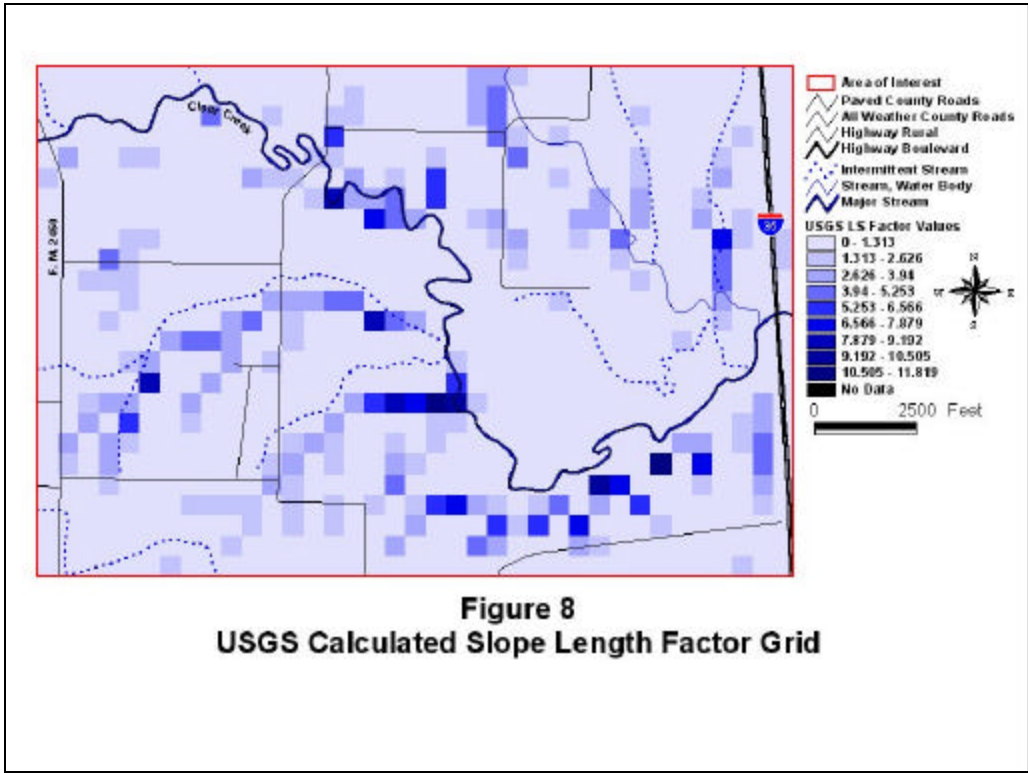 Clear Creek
F. M. 2450
35
Area of Interest
Paved County Roads
All Weather County Roads
Highway Rural
Highway Boulevard
Intermittent Stream
Stream, Water Body
Major Stream
USGS LS Factor Values
0 - 1.313
1.313 - 2.626
2.626 - 3.94
3.94 - 5.253
5.253 - 6.566
6.566 - 7.879
7.879 - 9.192
9.192 - 10.505
10.505 - 11.819
No Data
N
W
E
S
0 2500 Feet
Figure 8
USGS Calculated Slope Length Factor Grid